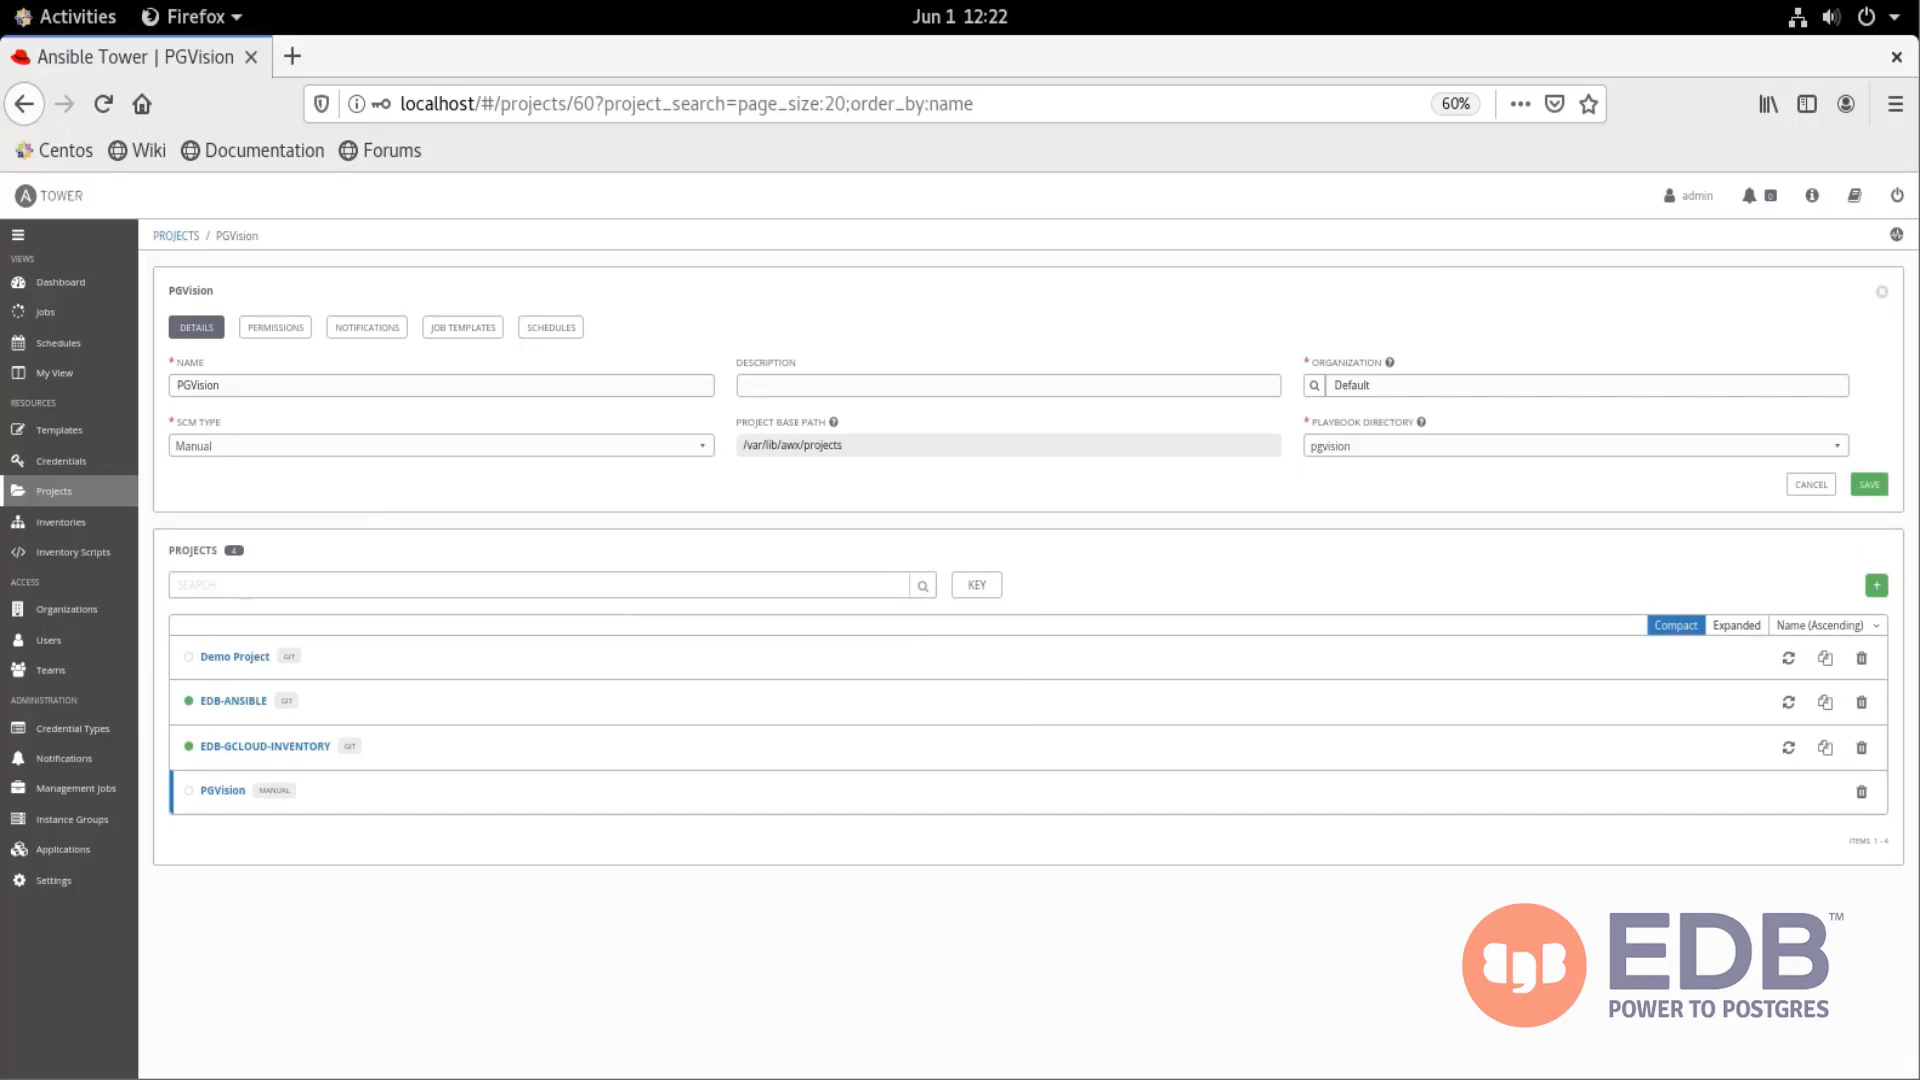 Activities Firefox Jun 1 12:22
Ansible Tower | PGVision
localhost/#/projects/60?project_search=page_size:20;order_by:name 60%
Centos Wiki Documentation Forums
A TOWER admin 0
PROJECTS / PGVision
VIEWS
Dashboard
Jobs
Schedules
My View
RESOURCES
Templates
Credentials
Projects
Inventories
Inventory Scripts
ACCESS
Organizations
Users
Teams
ADMINISTRATION
Credential Types
Notifications
Management Jobs
Instance Groups
Applications
Settings
PGVision
DETAILS PERMISSIONS NOTIFICATIONS JOB TEMPLATES SCHEDULES
* NAME DESCRIPTION * ORGANIZATION
PGVision Default
* SCM TYPE PROJECT BASE PATH * PLAYBOOK DIRECTORY
Manual /var/lib/awx/projects pgvision
CANCEL SAVE
PROJECTS 4
SEARCH KEY
Compact Expanded Name (Ascending)
Demo Project GIT
EDB-ANSIBLE GIT
EDB-GCLOUD-INVENTORY GIT
PGVision MANUAL
ITEMS 1 - 4
EDB™
POWER TO POSTGRES